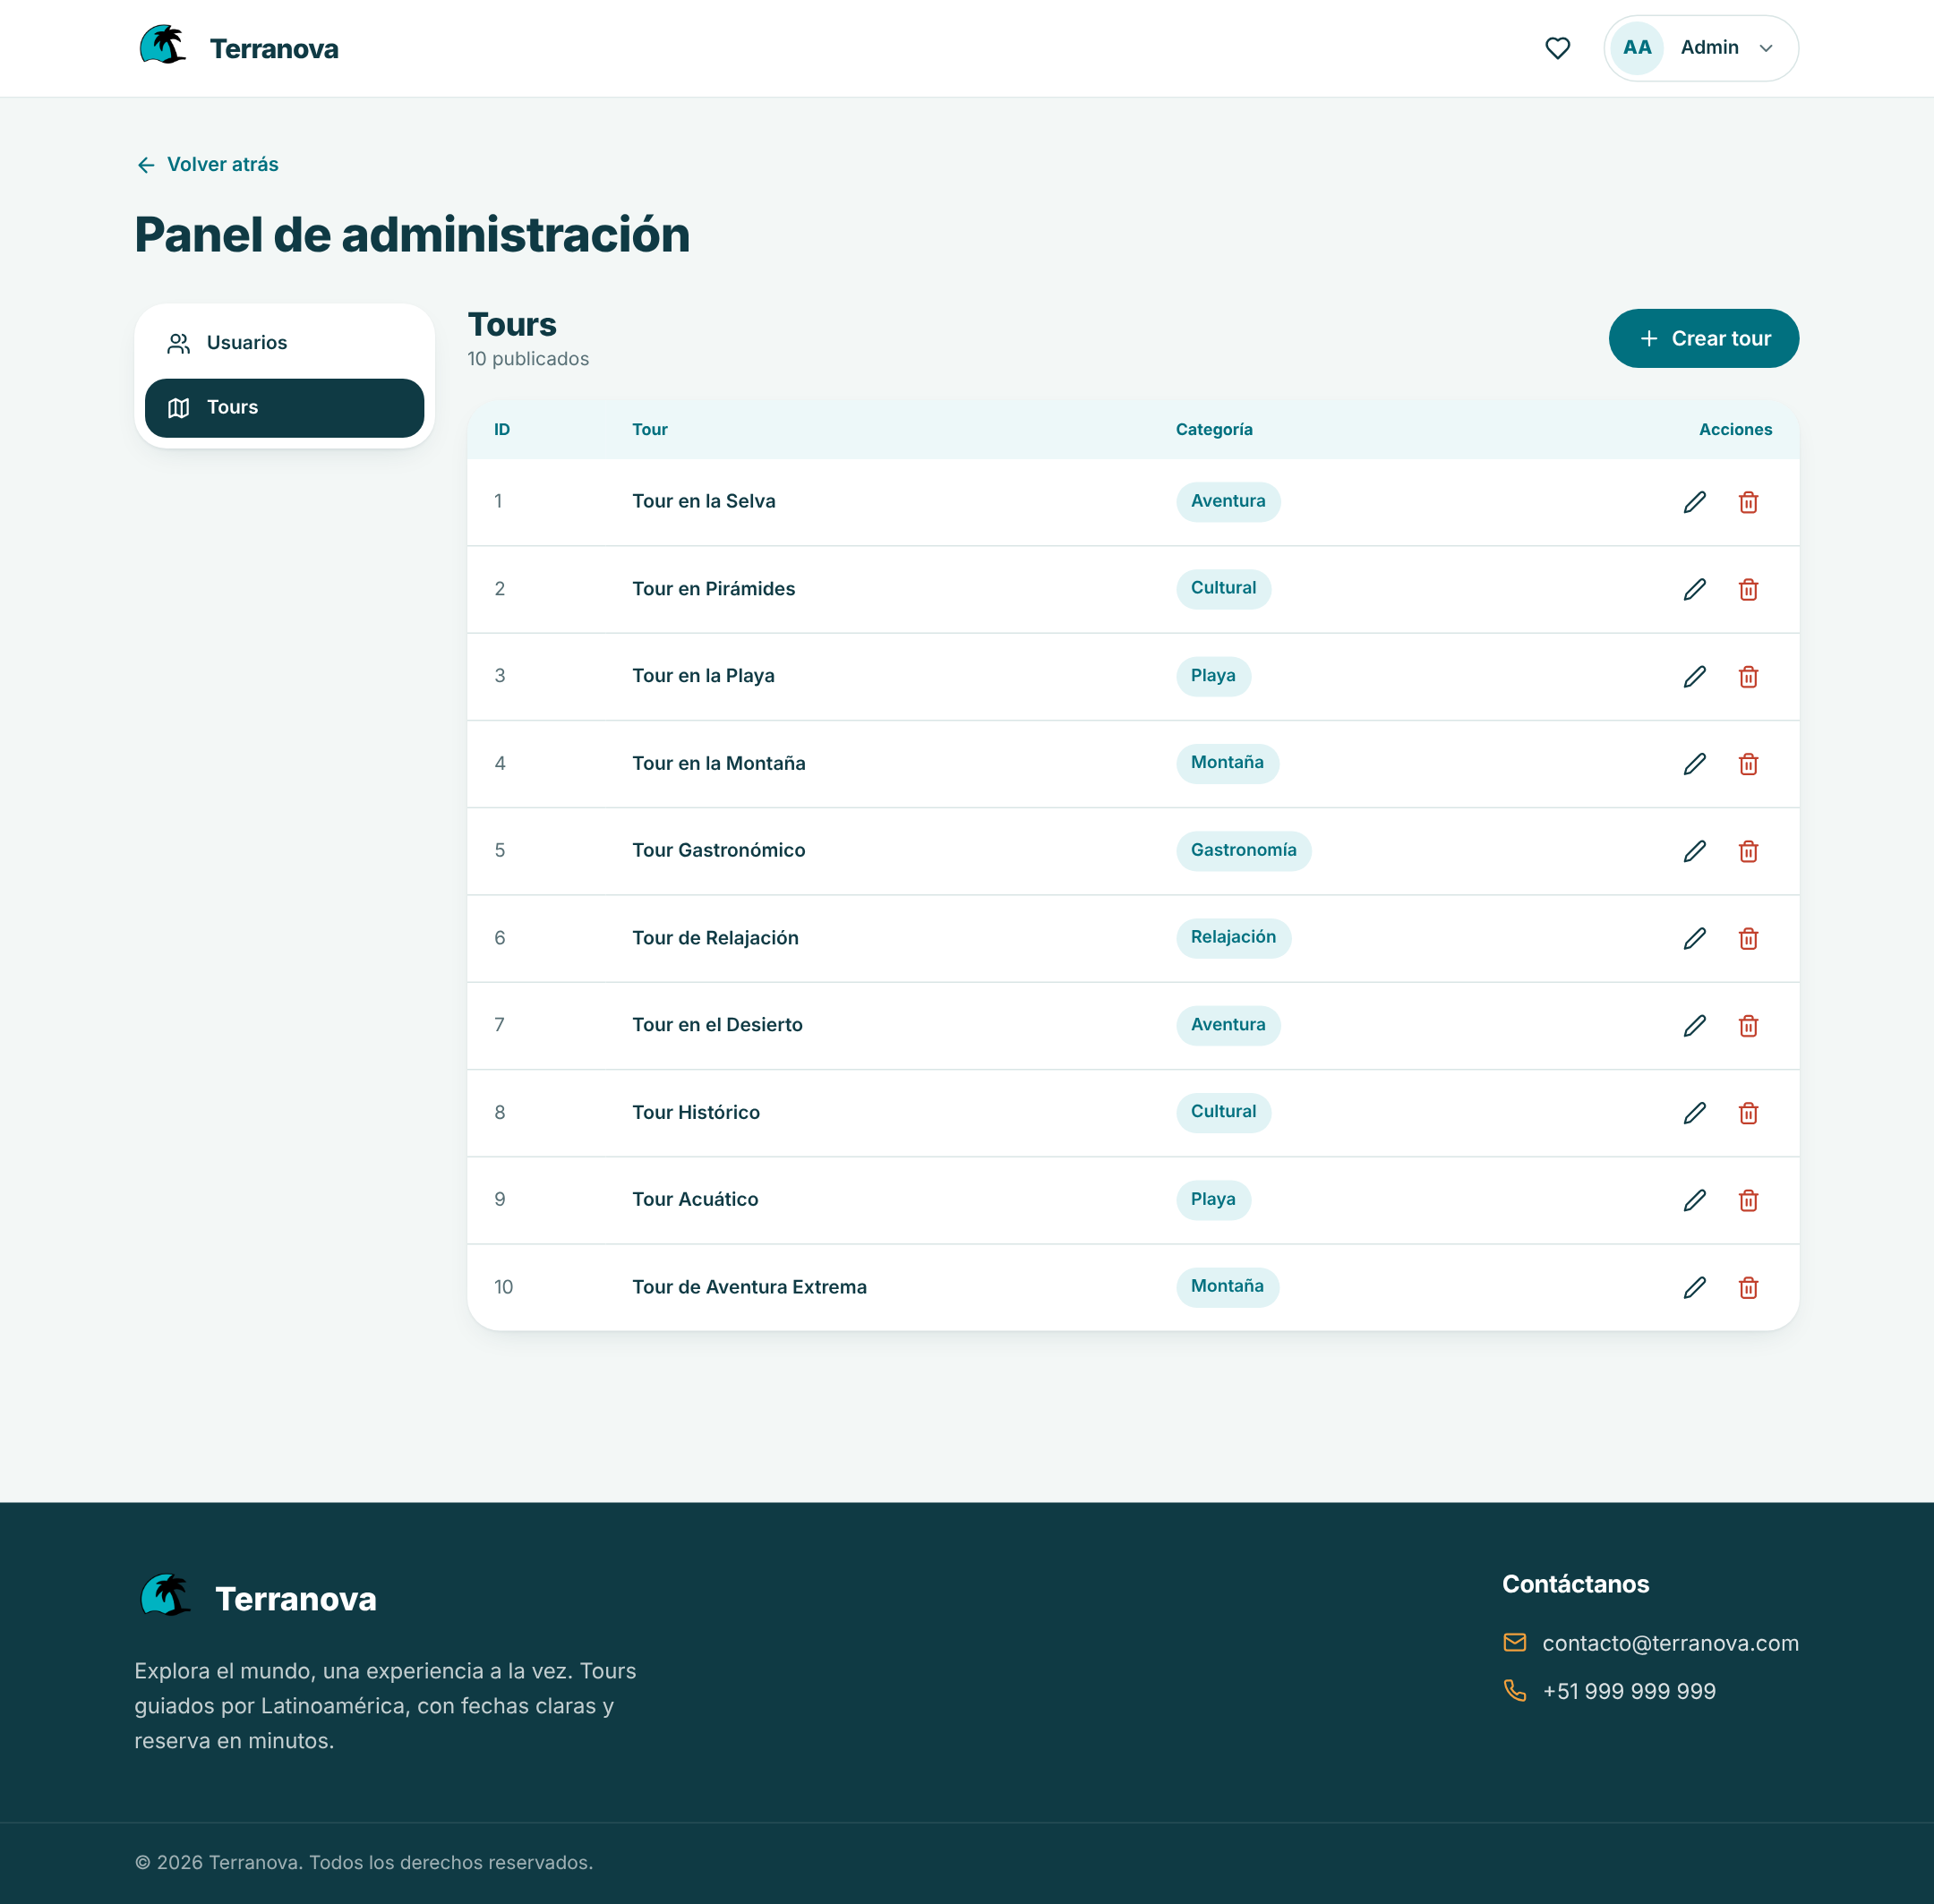 Terranova
AA Admin
Volver atrás
Panel de administración
Usuarios
Tours
Tours
10 publicados
Crear tour
ID Tour Categoría Acciones
1 Tour en la Selva Aventura
2 Tour en Pirámides Cultural
3 Tour en la Playa Playa
4 Tour en la Montaña Montaña
5 Tour Gastronómico Gastronomía
6 Tour de Relajación Relajación
7 Tour en el Desierto Aventura
8 Tour Histórico Cultural
9 Tour Acuático Playa
10 Tour de Aventura Extrema Montaña
Terranova
Explora el mundo, una experiencia a la vez. Tours
guiados por Latinoamérica, con fechas claras y
reserva en minutos.
Contáctanos
contacto@terranova.com
+51 999 999 999
© 2026 Terranova. Todos los derechos reservados.